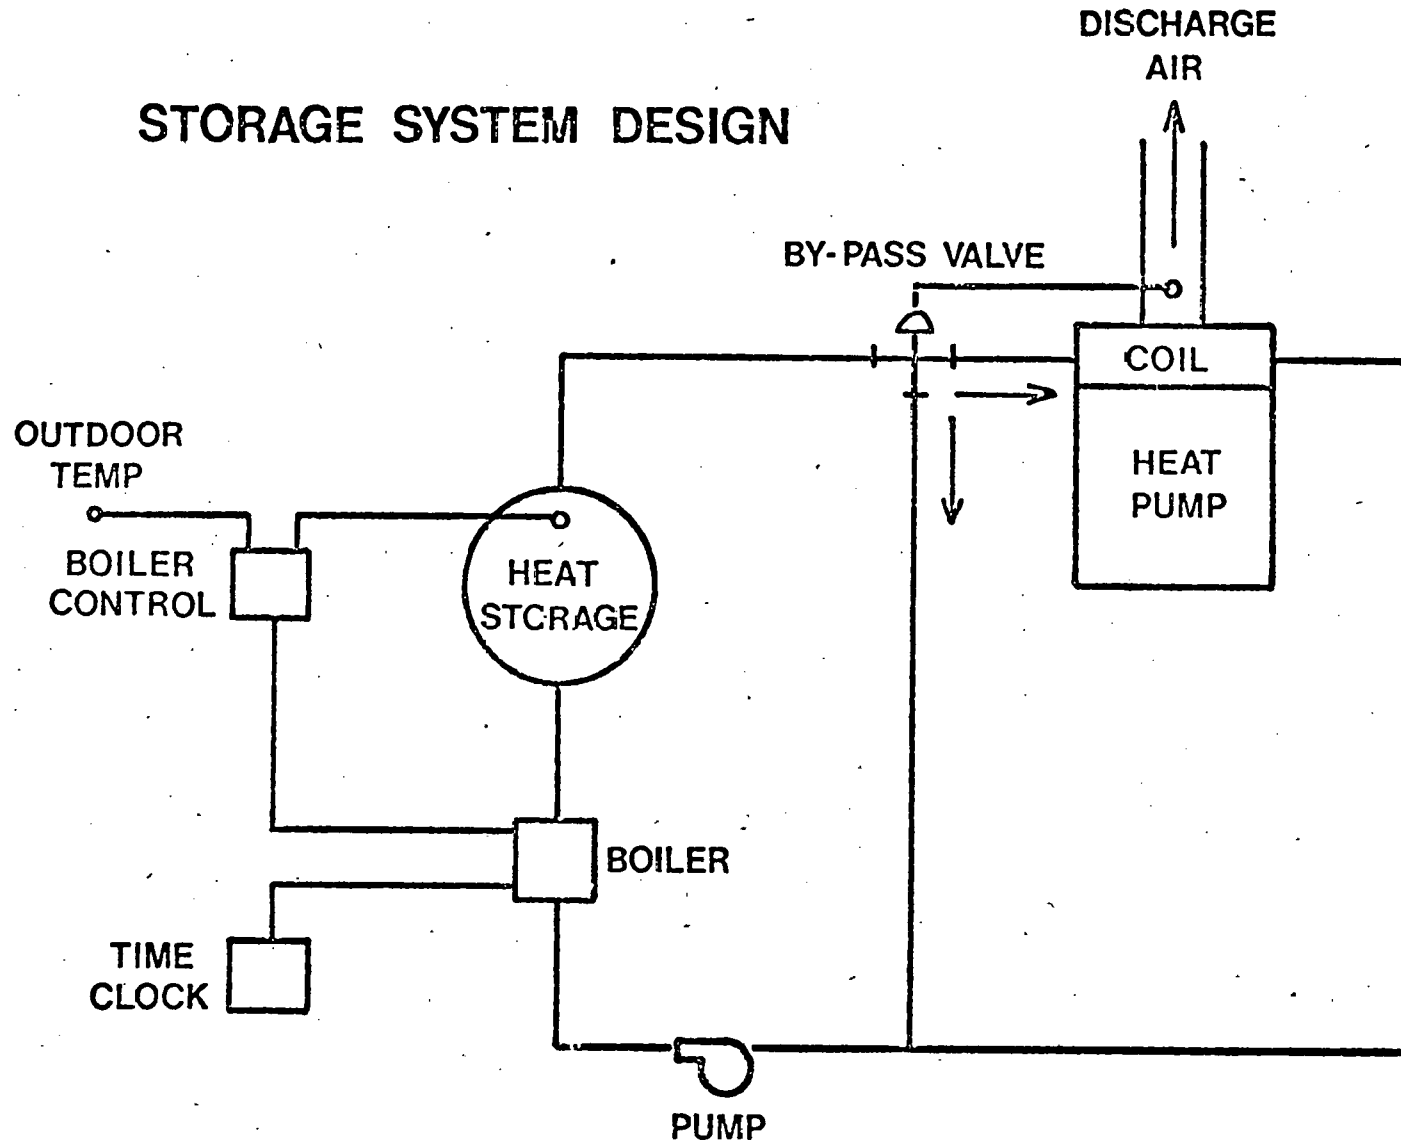 DISCHARGE
AIR
STORAGE SYSTEM DESIGN
BY-PASS VALVE
COIL
HEAT
PUMP
OUTDOOR
TEMP
BOILER
CONTROL
HEAT
STORAGE
BOILER
TIME
CLOCK
PUMP